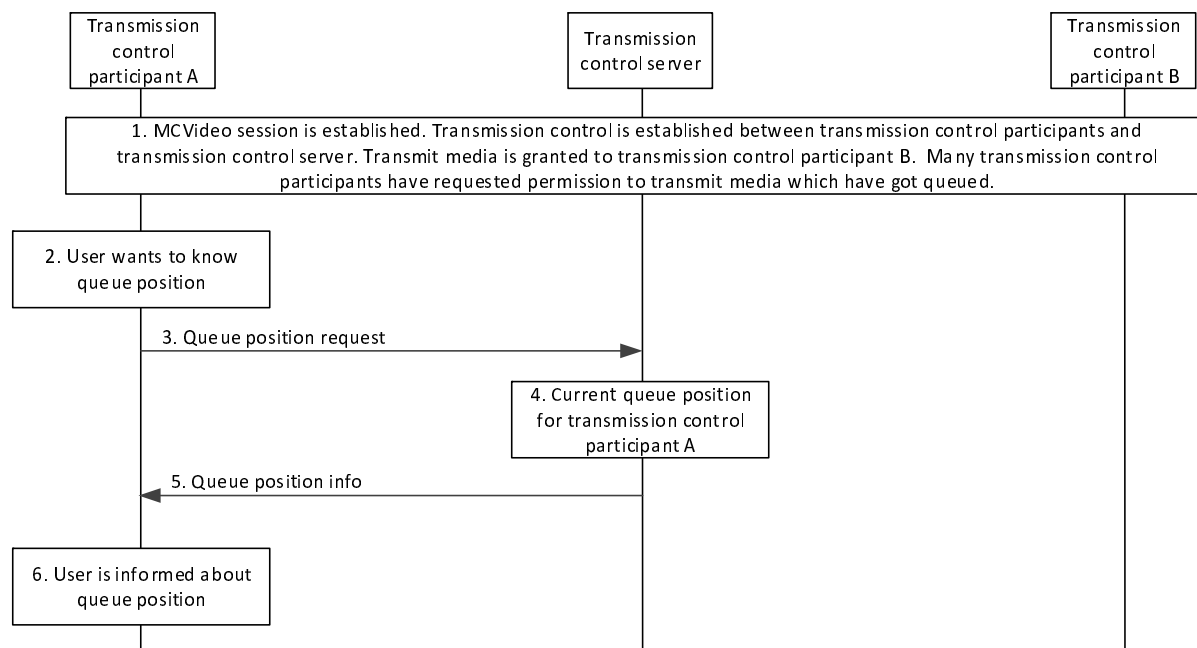 Transmission
control
participant A
Transmission
control server
Transmission
control
participant B
1. MCVideo session is established. Transmission control is established between transmission control participants and
transmission control server. Transmit media is granted to transmission control participant B.  Many transmission control
participants have requested permission to transmit media which have got queued.
2. User wants to know
queue position
3. Queue position request
4. Current queue position
for transmission control
participant A
5. Queue position info
6. User is informed about
queue position